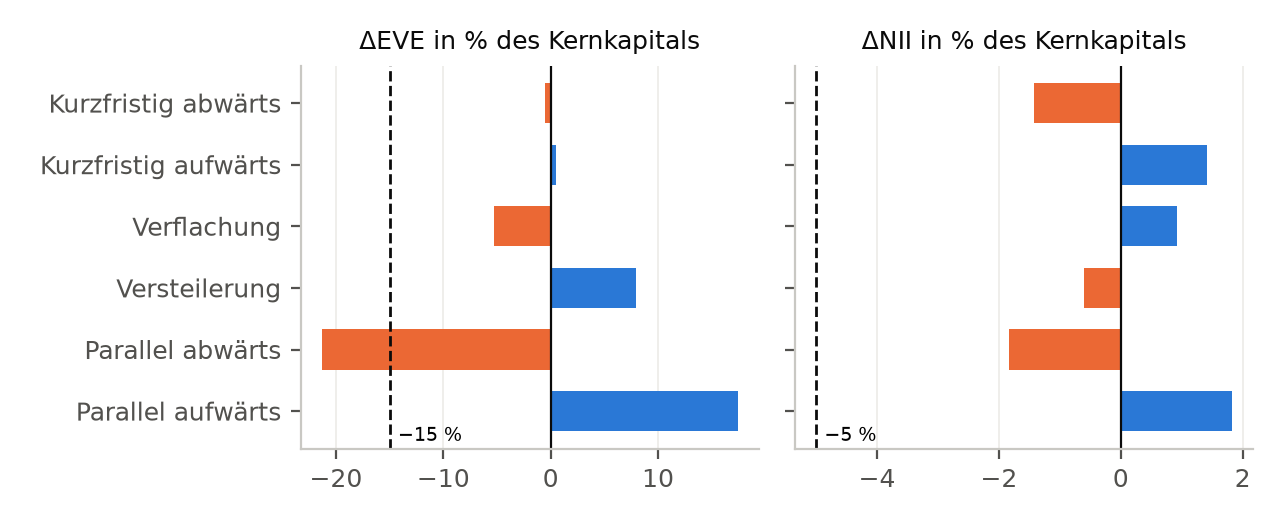 ΔEVE in % des Kernkapitals
ΔNII in % des Kernkapitals
Kurzfristig abwärts
Kurzfristig aufwärts
Verflachung
Versteilerung
Parallel abwärts
Parallel aufwärts
−15 %
−5 %
−20 −10 0 10
−4 −2 0 2